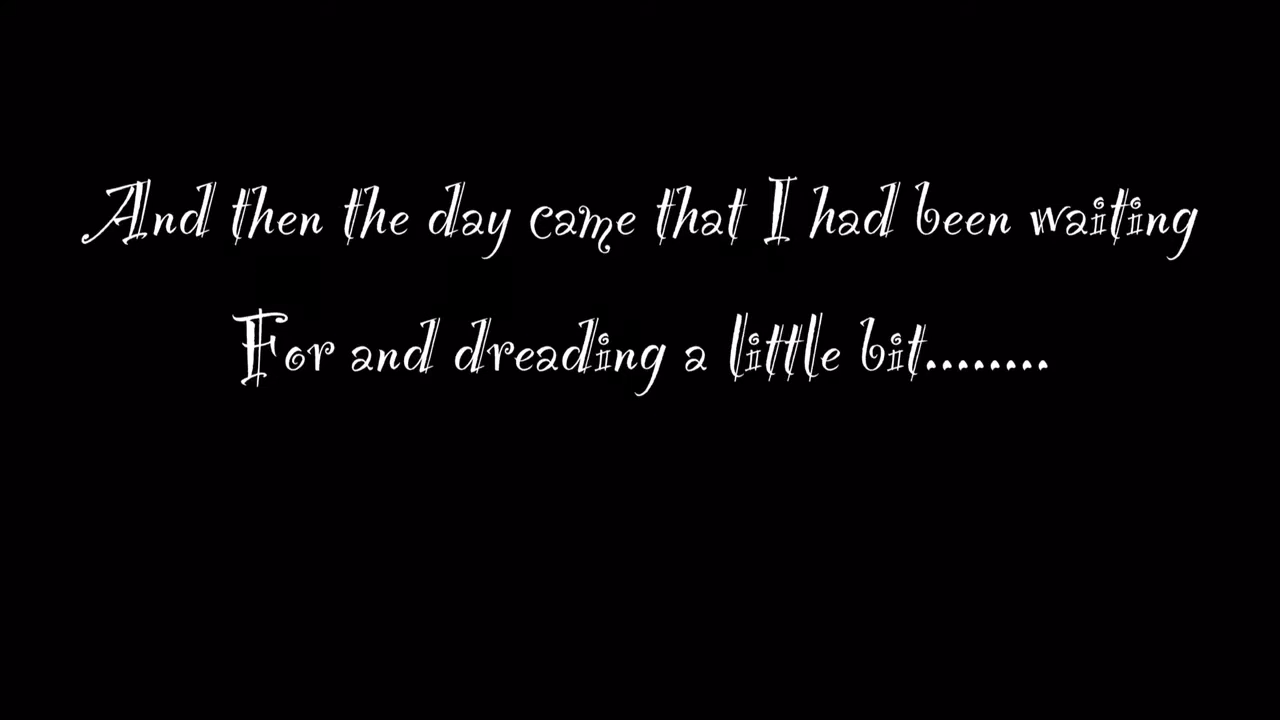 And then the day came that I had been waiting
For and dreading a little bit........